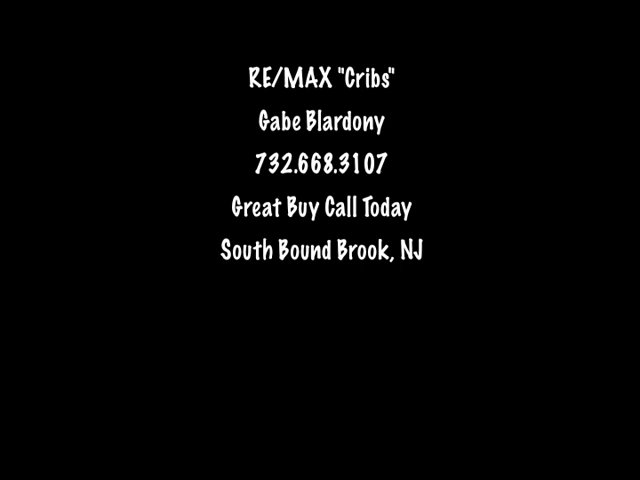 RE/MAX "Cribs"
Gabe Blardony
732.668.3107
Great Buy Call Today
South Bound Brook, NJ